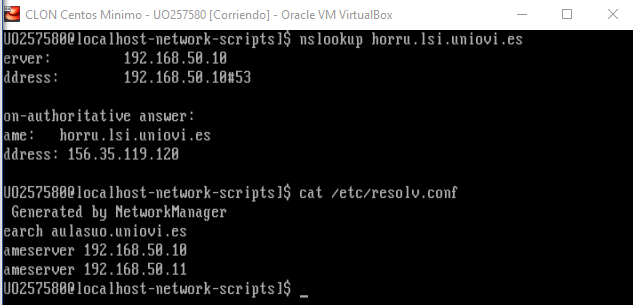 CLON Centos Minimo - UO257580 [Corriendo] - Oracle VM VirtualBox
UO257580@localhost-network-scripts]$ nslookup horru.lsi.uniovi.es
erver:         192.168.50.10
ddress:        192.168.50.10#53
on-authoritative answer:
ame:   horru.lsi.uniovi.es
ddress: 156.35.119.120
UO257580@localhost-network-scripts]$ cat /etc/resolv.conf
 Generated by NetworkManager
earch aulasuo.uniovi.es
ameserver 192.168.50.10
ameserver 192.168.50.11
UO257580@localhost-network-scripts]$ _